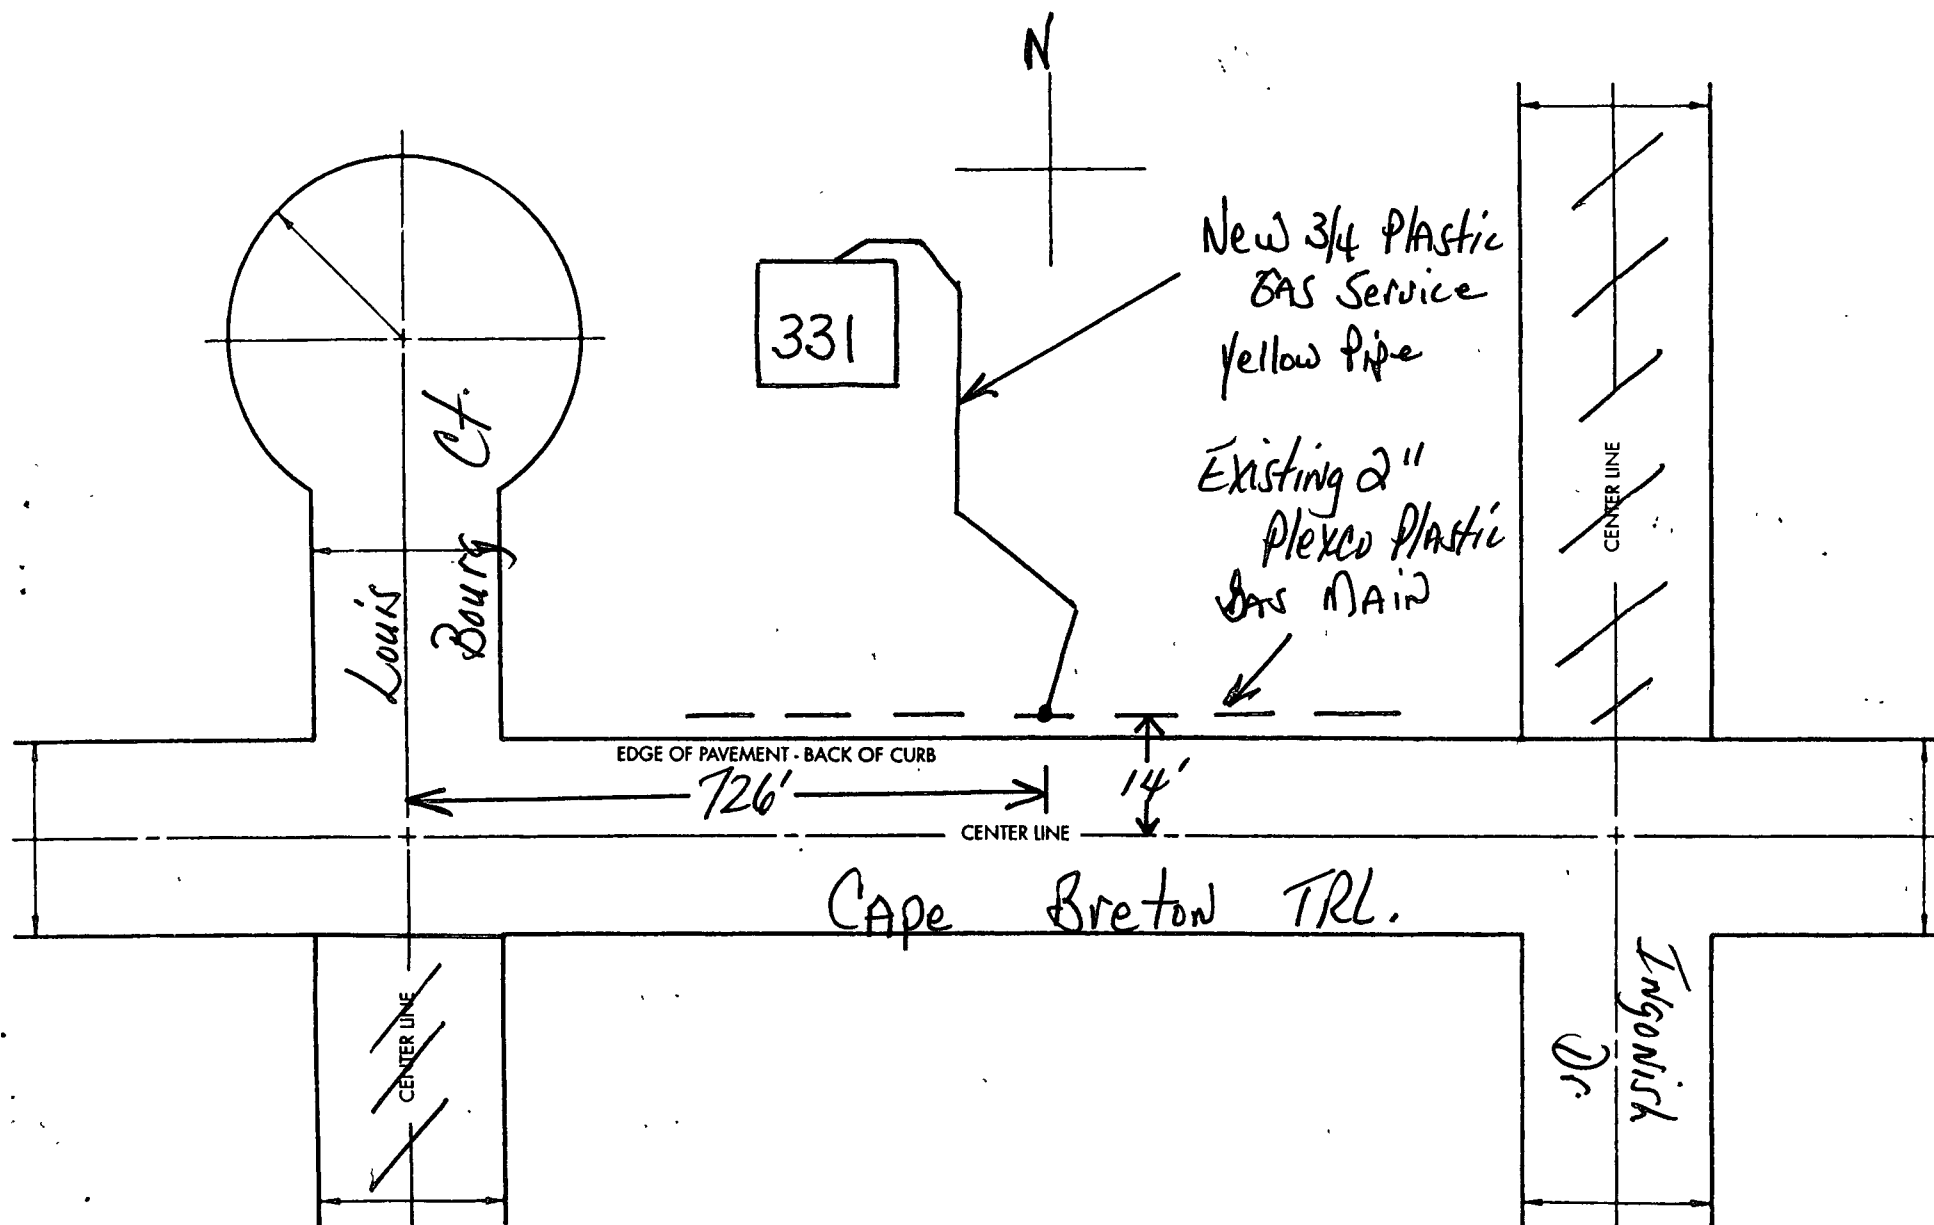 N
New 3/4 Plastic
Gas Service
Yellow Pipe
331
Existing 2"
Plexco Plastic
Gas Main
CENTER LINE
Louis
Bourg Ct.
EDGE OF PAVEMENT - BACK OF CURB
726'
14'
CENTER LINE
Cape Breton TRL.
CENTER LINE
Ingonish
Dr.